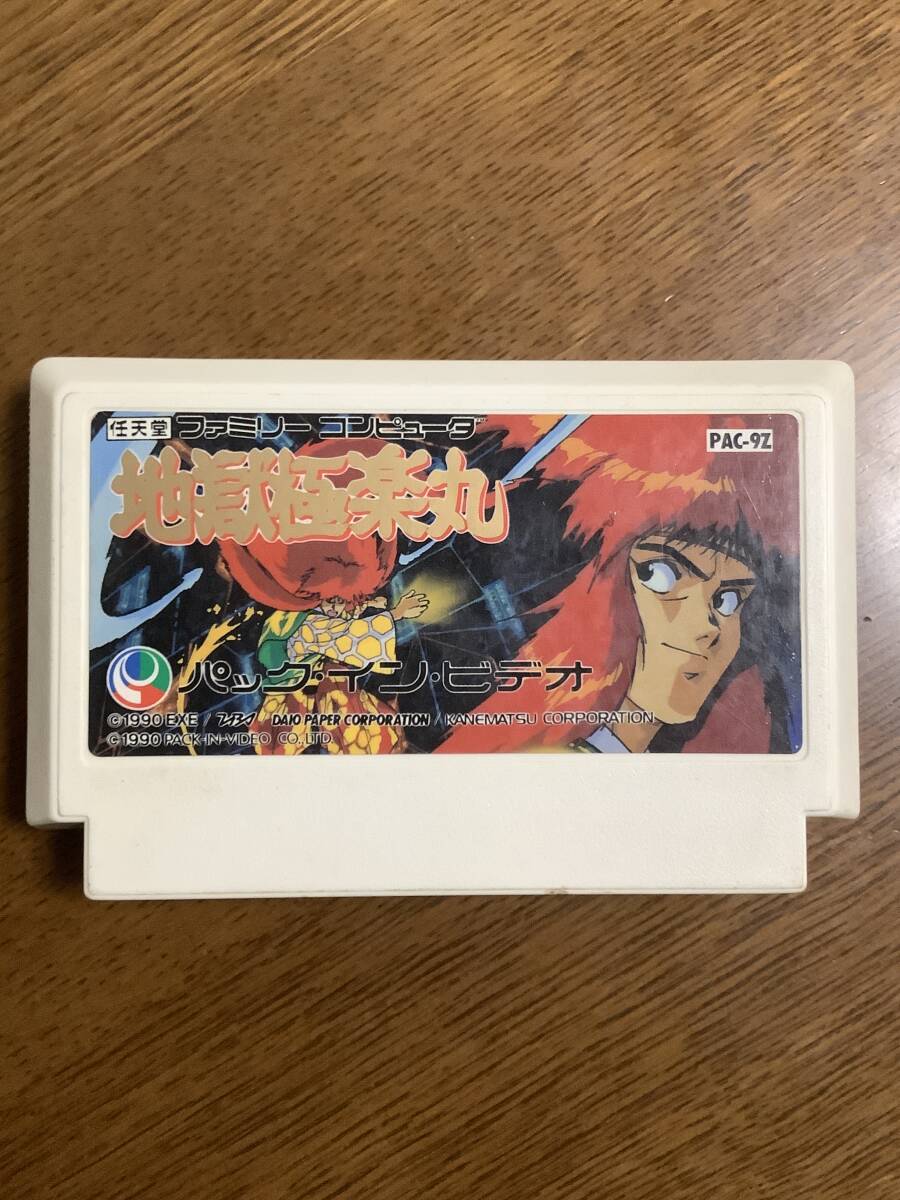 任天堂 ファミリー コンピュータ™
PAC-9Z
地獄極楽丸
パック・イン・ビデオ
©1990 EXE / DAIO PAPER CORPORATION / KANEMATSU CORPORATION
©1990 PACK-IN-VIDEO CO., LTD.